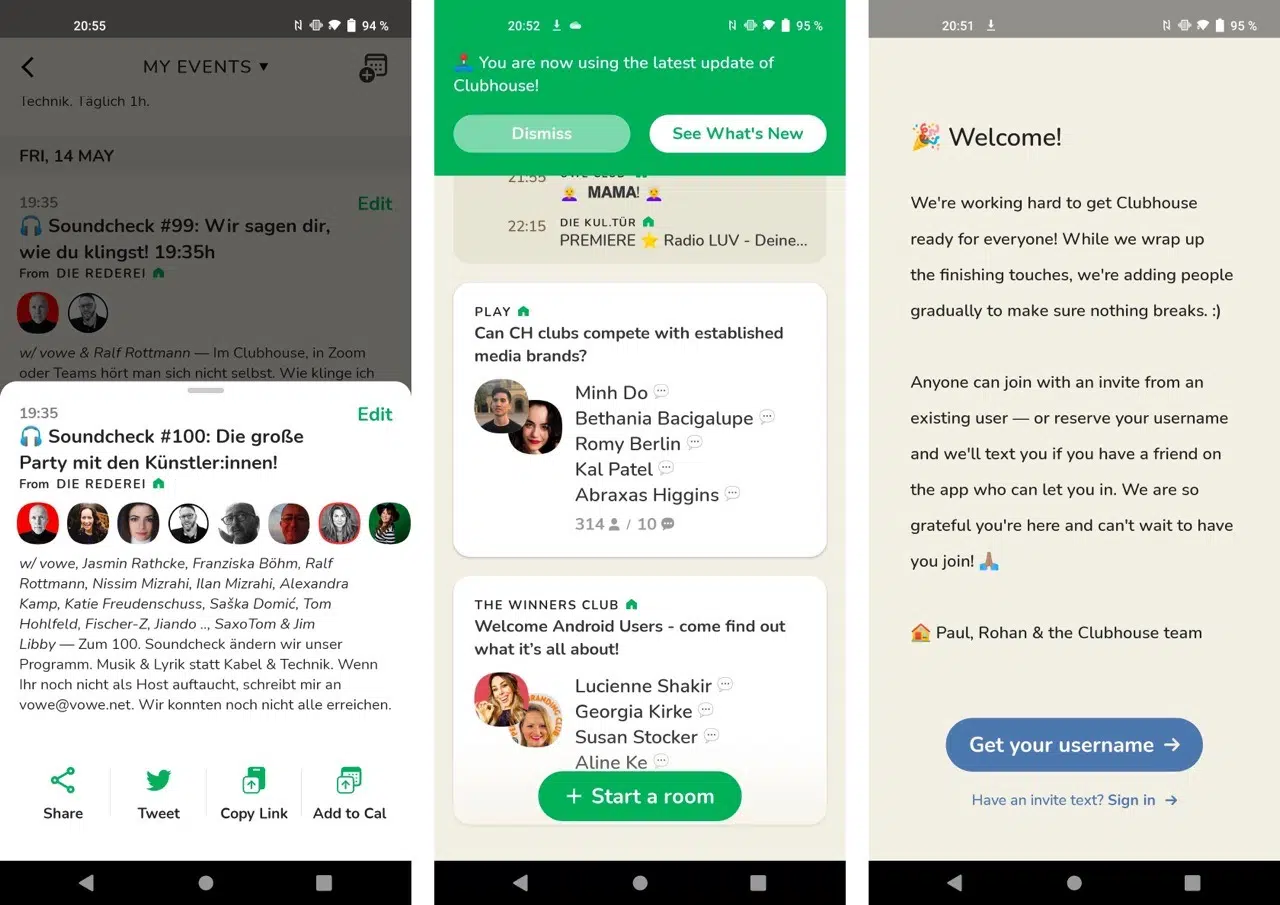 20:55
94 %
MY EVENTS ▼
Technik. Täglich 1h.
FRI, 14 MAY
19:35
Edit
🎧 Soundcheck #99: Wir sagen dir,
wie du klingst! 19:35h
From DIE REDEREI
w/ vowe & Ralf Rottmann — Im Clubhouse, in Zoom
oder Teams hört man sich nicht selbst. Wie klinge ich
19:35
Edit
🎧 Soundcheck #100: Die große
Party mit den Künstler:innen!
From DIE REDEREI
w/ vowe, Jasmin Rathcke, Franziska Böhm, Ralf
Rottmann, Nissim Mizrahi, Ilan Mizrahi, Alexandra
Kamp, Katie Freudenschuss, Saška Domić, Tom
Hohlfeld, Fischer-Z, Jiando .., SaxoTom & Jim
Libby — Zum 100. Soundcheck ändern wir unser
Programm. Musik & Lyrik statt Kabel & Technik. Wenn
Ihr noch nicht als Host auftaucht, schreibt mir an
vowe@vowe.net. Wir konnten noch nicht alle erreichen.
Share
Tweet
Copy Link
Add to Cal
20:52
95 %
You are now using the latest update of
Clubhouse!
Dismiss
See What's New
21:55
MAMA!
22:15
DIE KUL.TÜR
PREMIERE ⭐ Radio LUV - Deine...
PLAY
Can CH clubs compete with established
media brands?
Minh Do
Bethania Bacigalupe
Romy Berlin
Kal Patel
Abraxas Higgins
314 / 10
THE WINNERS CLUB
Welcome Android Users - come find out
what it's all about!
Lucienne Shakir
Georgia Kirke
Susan Stocker
Aline Ke
+ Start a room
20:51
95 %
🎉 Welcome!
We're working hard to get Clubhouse
ready for everyone! While we wrap up
the finishing touches, we're adding people
gradually to make sure nothing breaks. :)
Anyone can join with an invite from an
existing user — or reserve your username
and we'll text you if you have a friend on
the app who can let you in. We are so
grateful you're here and can't wait to have
you join! 🙏🏽
🏠 Paul, Rohan & the Clubhouse team
Get your username →
Have an invite text? Sign in →